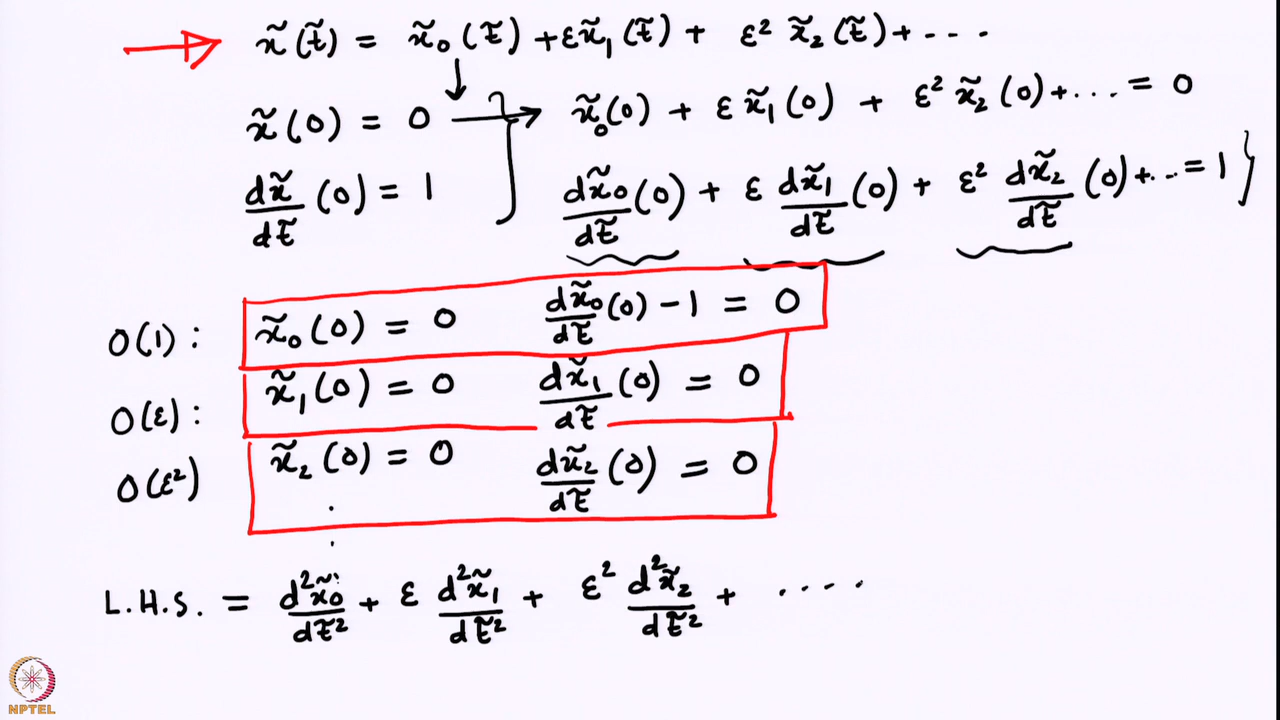 x̃(t̃) = x̃₀(t̃) + εx̃₁(t̃) + ε² x̃₂(t̃) + - - -
x̃(0) = 0 → x̃₀(0) + ε x̃₁(0) + ε² x̃₂(0) + ... = 0
dx̃/dt̃ (0) = 1   dx̃₀/dt̃ (0) + ε dx̃₁/dt̃ (0) + ε² dx̃₂/dt̃ (0) + ... = 1 }
O(1) : x̃₀(0) = 0   dx̃₀/dt̃ (0) - 1 = 0
O(ε) : x̃₁(0) = 0   dx̃₁/dt̃ (0) = 0
O(ε²) x̃₂(0) = 0   dx̃₂/dt̃ (0) = 0
L.H.S. = d²x̃₀/dt̃² + ε d²x̃₁/dt̃² + ε² d²x̃₂/dt̃² + ....
NPTEL